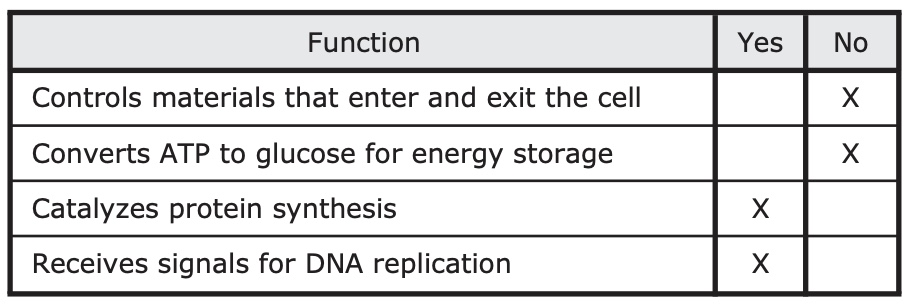 Function Yes No
Controls materials that enter and exit the cell X
Converts ATP to glucose for energy storage X
Catalyzes protein synthesis X
Receives signals for DNA replication X